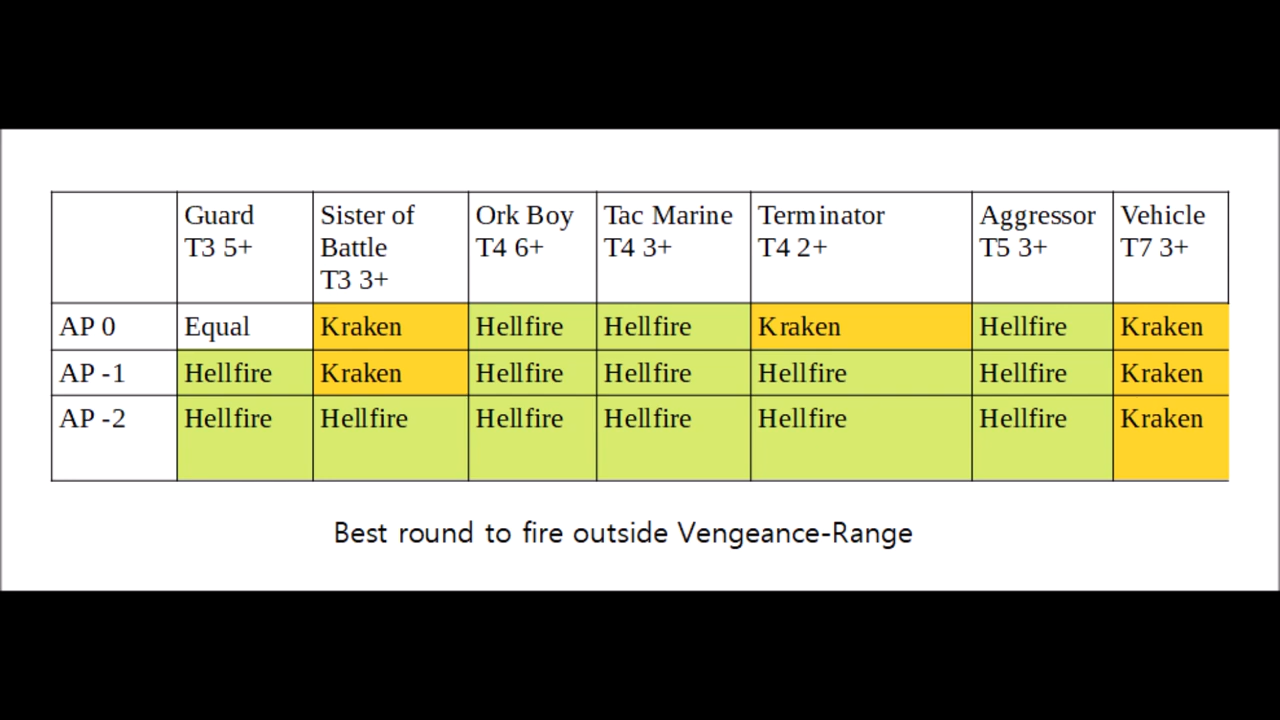 Guard Sister of Ork Boy Tac Marine Terminator Aggressor Vehicle
T3 5+ Battle T4 6+ T4 3+ T4 2+ T5 3+ T7 3+
T3 3+
AP 0 Equal Kraken Hellfire Hellfire Kraken Hellfire Kraken
AP -1 Hellfire Kraken Hellfire Hellfire Hellfire Hellfire Kraken
AP -2 Hellfire Hellfire Hellfire Hellfire Hellfire Hellfire Kraken
Best round to fire outside Vengeance-Range